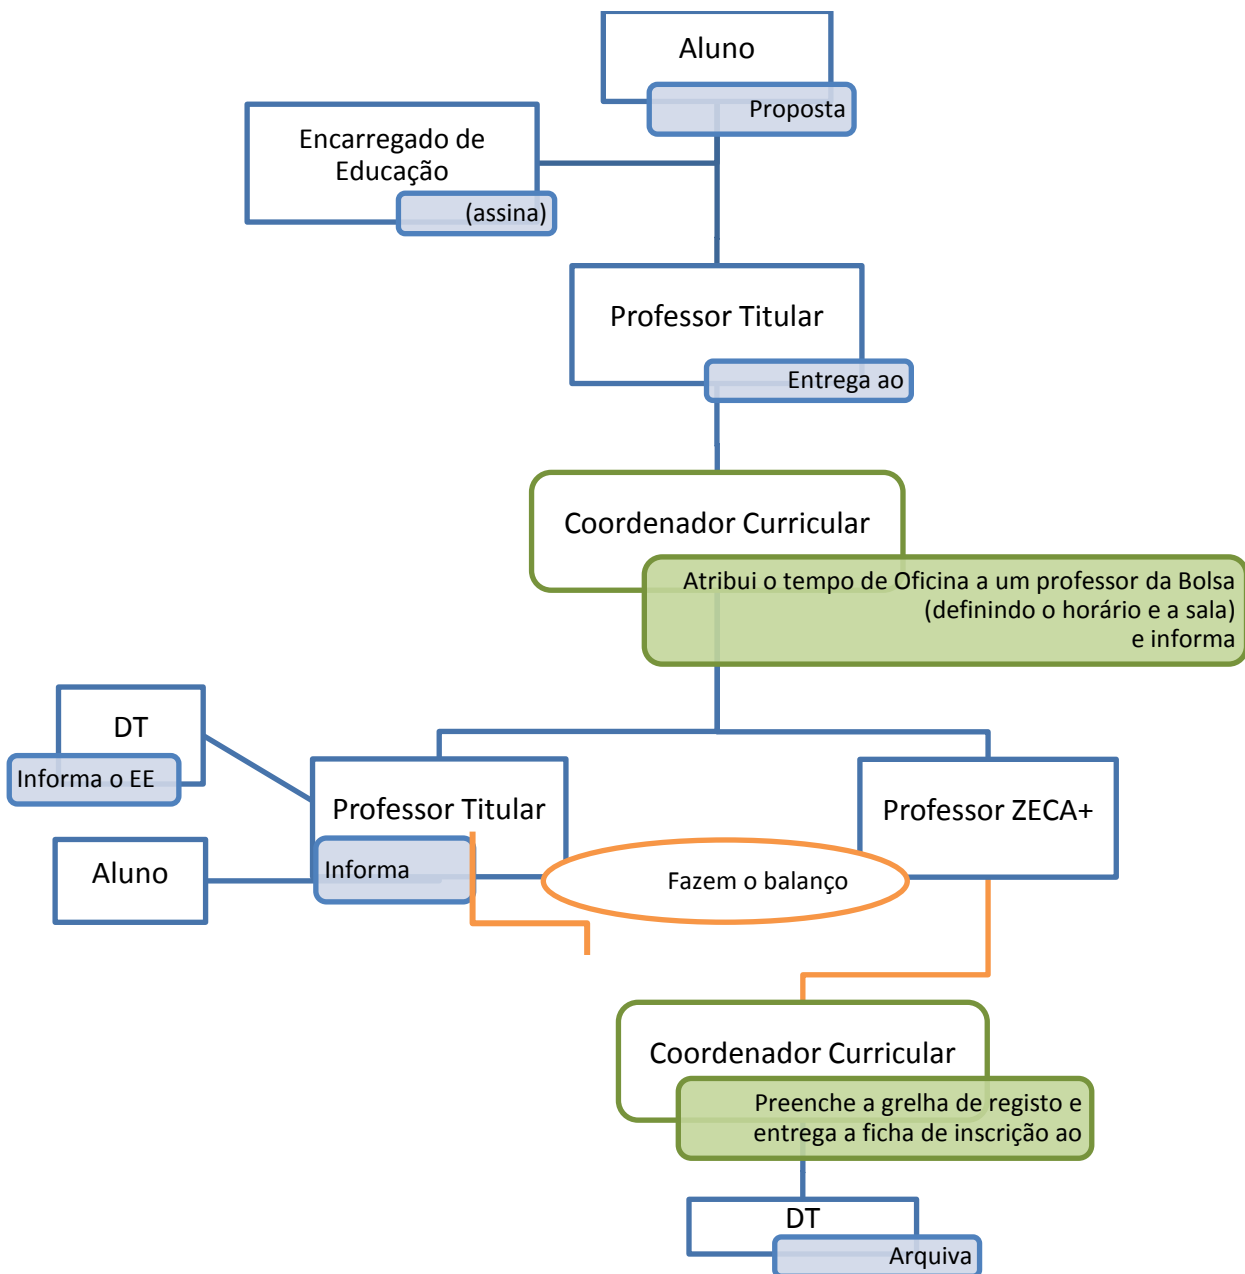 Aluno
Proposta
Encarregado de
Educação
(assina)
Professor Titular
Entrega ao
Coordenador Curricular
Atribui o tempo de Oficina a um professor da Bolsa
(definindo o horário e a sala)
e informa
DT
Informa o EE
Professor Titular
Informa
Aluno
Professor ZECA+
Fazem o balanço
Coordenador Curricular
Preenche a grelha de registo e
entrega a ficha de inscrição ao
DT
Arquiva